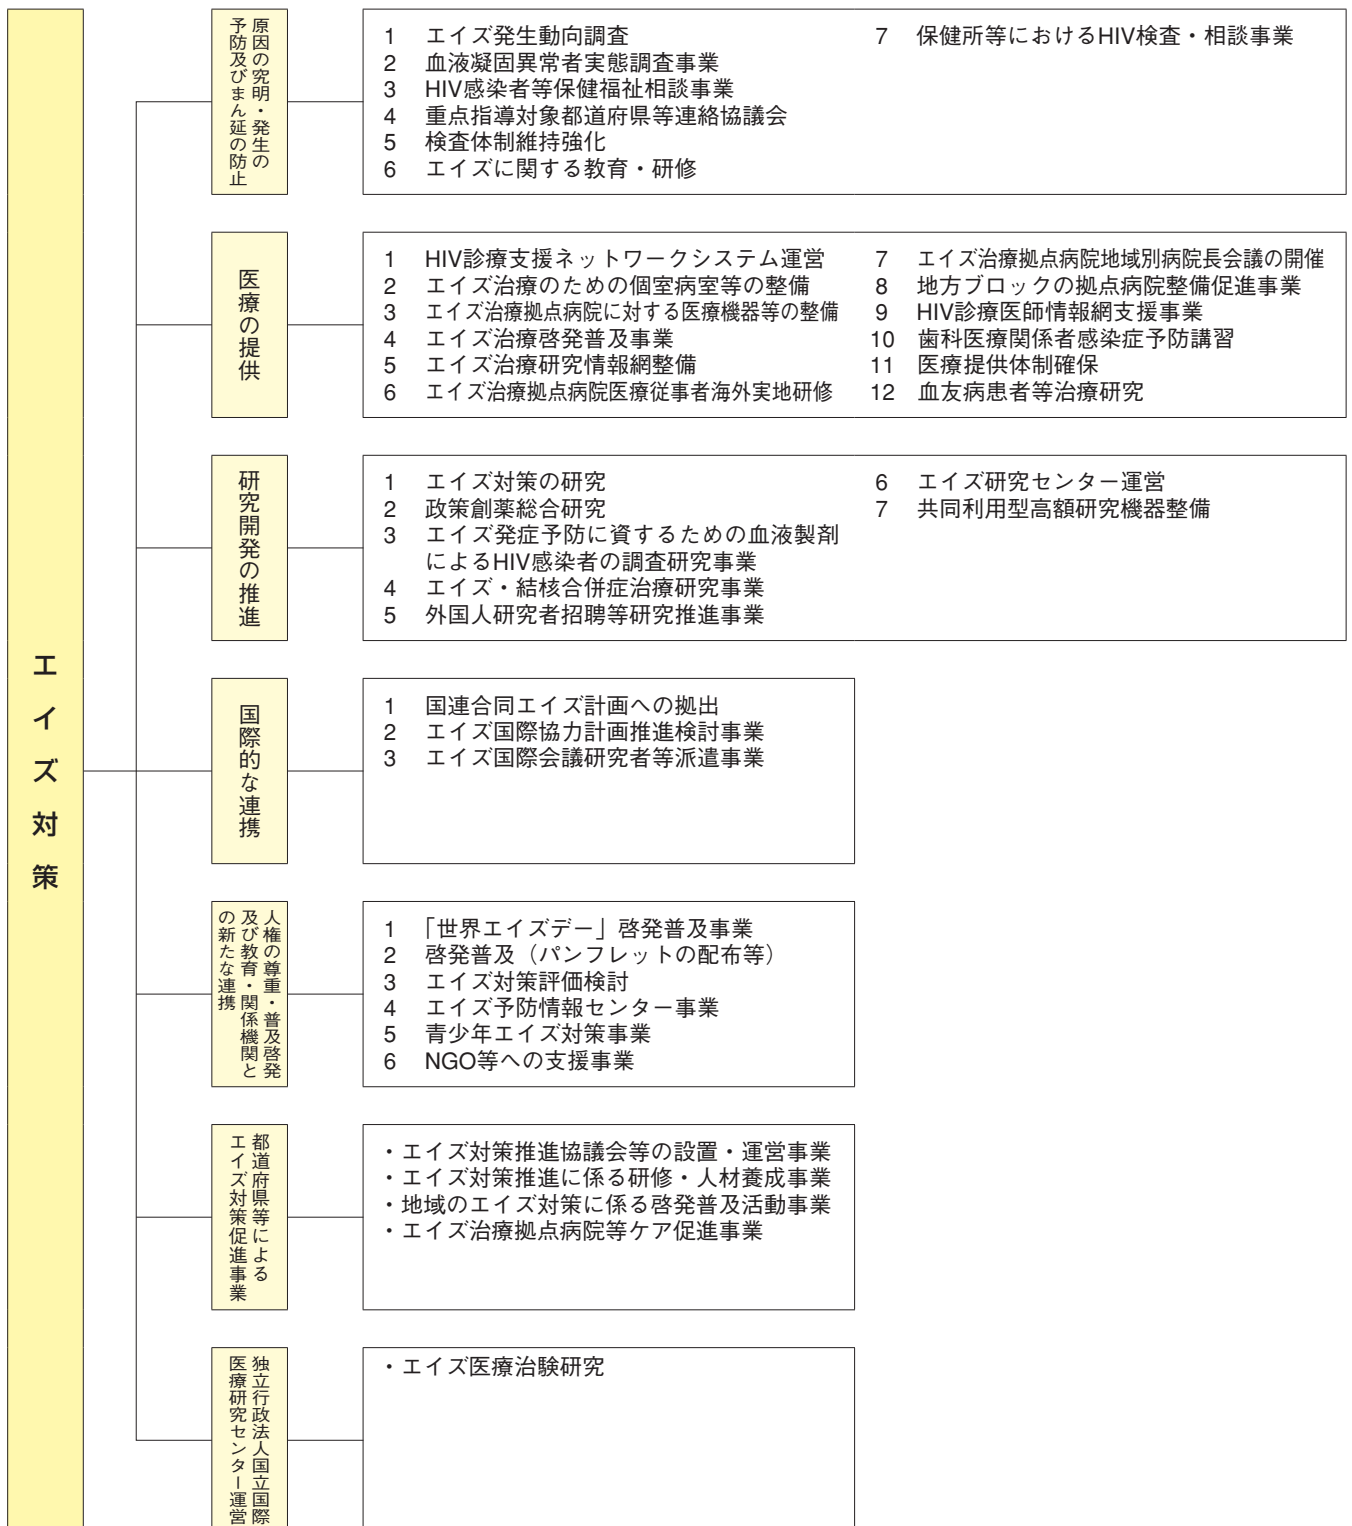 エイズ対策
原因の究明・発生の
予防及びまん延の防止
1 エイズ発生動向調査
2 血液凝固異常者実態調査事業
3 HIV感染者等保健福祉相談事業
4 重点指導対象都道府県等連絡協議会
5 検査体制維持強化
6 エイズに関する教育・研修
7 保健所等におけるHIV検査・相談事業
医療の提供
1 HIV診療支援ネットワークシステム運営
2 エイズ治療のための個室病室等の整備
3 エイズ治療拠点病院に対する医療機器等の整備
4 エイズ治療啓発普及事業
5 エイズ治療研究情報網整備
6 エイズ治療拠点病院医療従事者海外実地研修
7 エイズ治療拠点病院地域別病院長会議の開催
8 地方ブロックの拠点病院整備促進事業
9 HIV診療医師情報網支援事業
10 歯科医療関係者感染症予防講習
11 医療提供体制確保
12 血友病患者等治療研究
研究開発の推進
1 エイズ対策の研究
2 政策創薬総合研究
3 エイズ発症予防に資するための血液製剤
によるHIV感染者の調査研究事業
4 エイズ・結核合併症治療研究事業
5 外国人研究者招聘等研究推進事業
6 エイズ研究センター運営
7 共同利用型高額研究機器整備
国際的な連携
1 国連合同エイズ計画への拠出
2 エイズ国際協力計画推進検討事業
3 エイズ国際会議研究者等派遣事業
人権の尊重・普及啓発
及び教育・関係機関と
の新たな連携
1 「世界エイズデー」啓発普及事業
2 啓発普及（パンフレットの配布等）
3 エイズ対策評価検討
4 エイズ予防情報センター事業
5 青少年エイズ対策事業
6 NGO等への支援事業
都道府県等による
エイズ対策促進事業
・エイズ対策推進協議会等の設置・運営事業
・エイズ対策推進に係る研修・人材養成事業
・地域のエイズ対策に係る啓発普及活動事業
・エイズ治療拠点病院等ケア促進事業
独立行政法人国立国際
医療研究センター運営
・エイズ医療治験研究